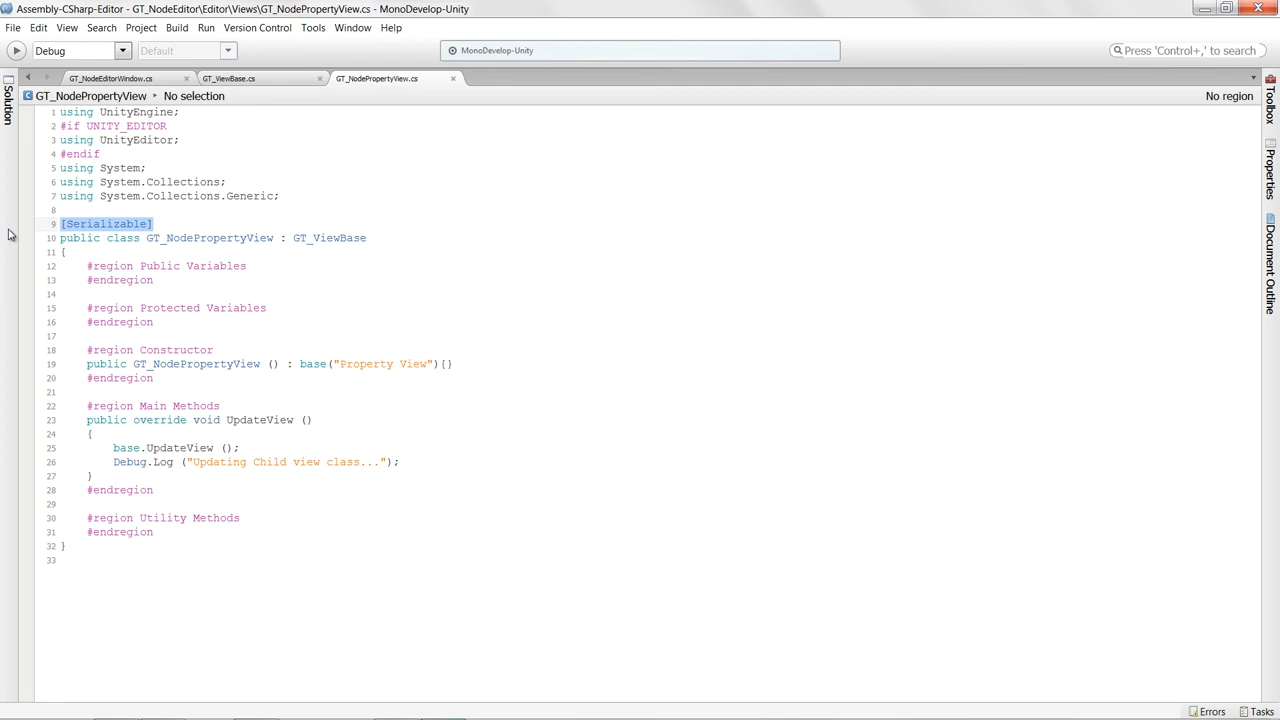 Assembly-CSharp-Editor - GT_NodeEditor\Editor\Views\GT_NodePropertyView.cs - MonoDevelop-Unity
File Edit View Search Project Build Run Version Control Tools Window Help
Debug Default MonoDevelop-Unity Press 'Control+,' to search
GT_NodeEditorWindow.cs GT_ViewBase.cs GT_NodePropertyView.cs
GT_NodePropertyView No selection No region
Solution
Toolbox
Properties
Document Outline
1 using UnityEngine;
2 #if UNITY_EDITOR
3 using UnityEditor;
4 #endif
5 using System;
6 using System.Collections;
7 using System.Collections.Generic;
8
9 [Serializable]
10 public class GT_NodePropertyView : GT_ViewBase
11 {
12 #region Public Variables
13 #endregion
14
15 #region Protected Variables
16 #endregion
17
18 #region Constructor
19 public GT_NodePropertyView () : base("Property View"){}
20 #endregion
21
22 #region Main Methods
23 public override void UpdateView ()
24 {
25 base.UpdateView ();
26 Debug.Log ("Updating Child view class...");
27 }
28 #endregion
29
30 #region Utility Methods
31 #endregion
32 }
33
Errors Tasks